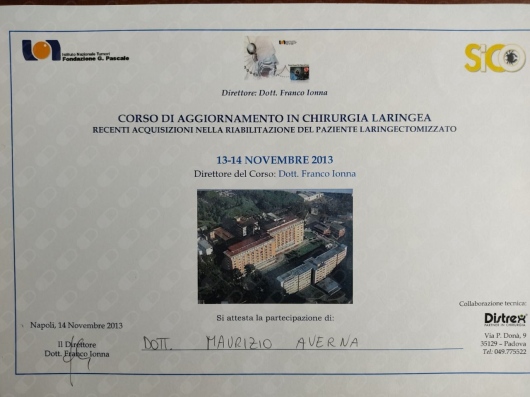 Istituto Nazionale Tumori
Fondazione G. Pascale
SICO
Direttore: Dott. Franco Ionna
CORSO DI AGGIORNAMENTO IN CHIRURGIA LARINGEA
RECENTI ACQUISIZIONI NELLA RIABILITAZIONE DEL PAZIENTE LARINGECTOMIZZATO
13-14 NOVEMBRE 2013
Direttore del Corso: Dott. Franco Ionna
Si attesta la partecipazione di:
DOTT. MAURIZIO AVERNA
Napoli, 14 Novembre 2013
Il Direttore
Dott. Franco Ionna
Collaborazione tecnica:
Distrex
Via P. Donà, 9
35129 – Padova
Tel: 049.775522